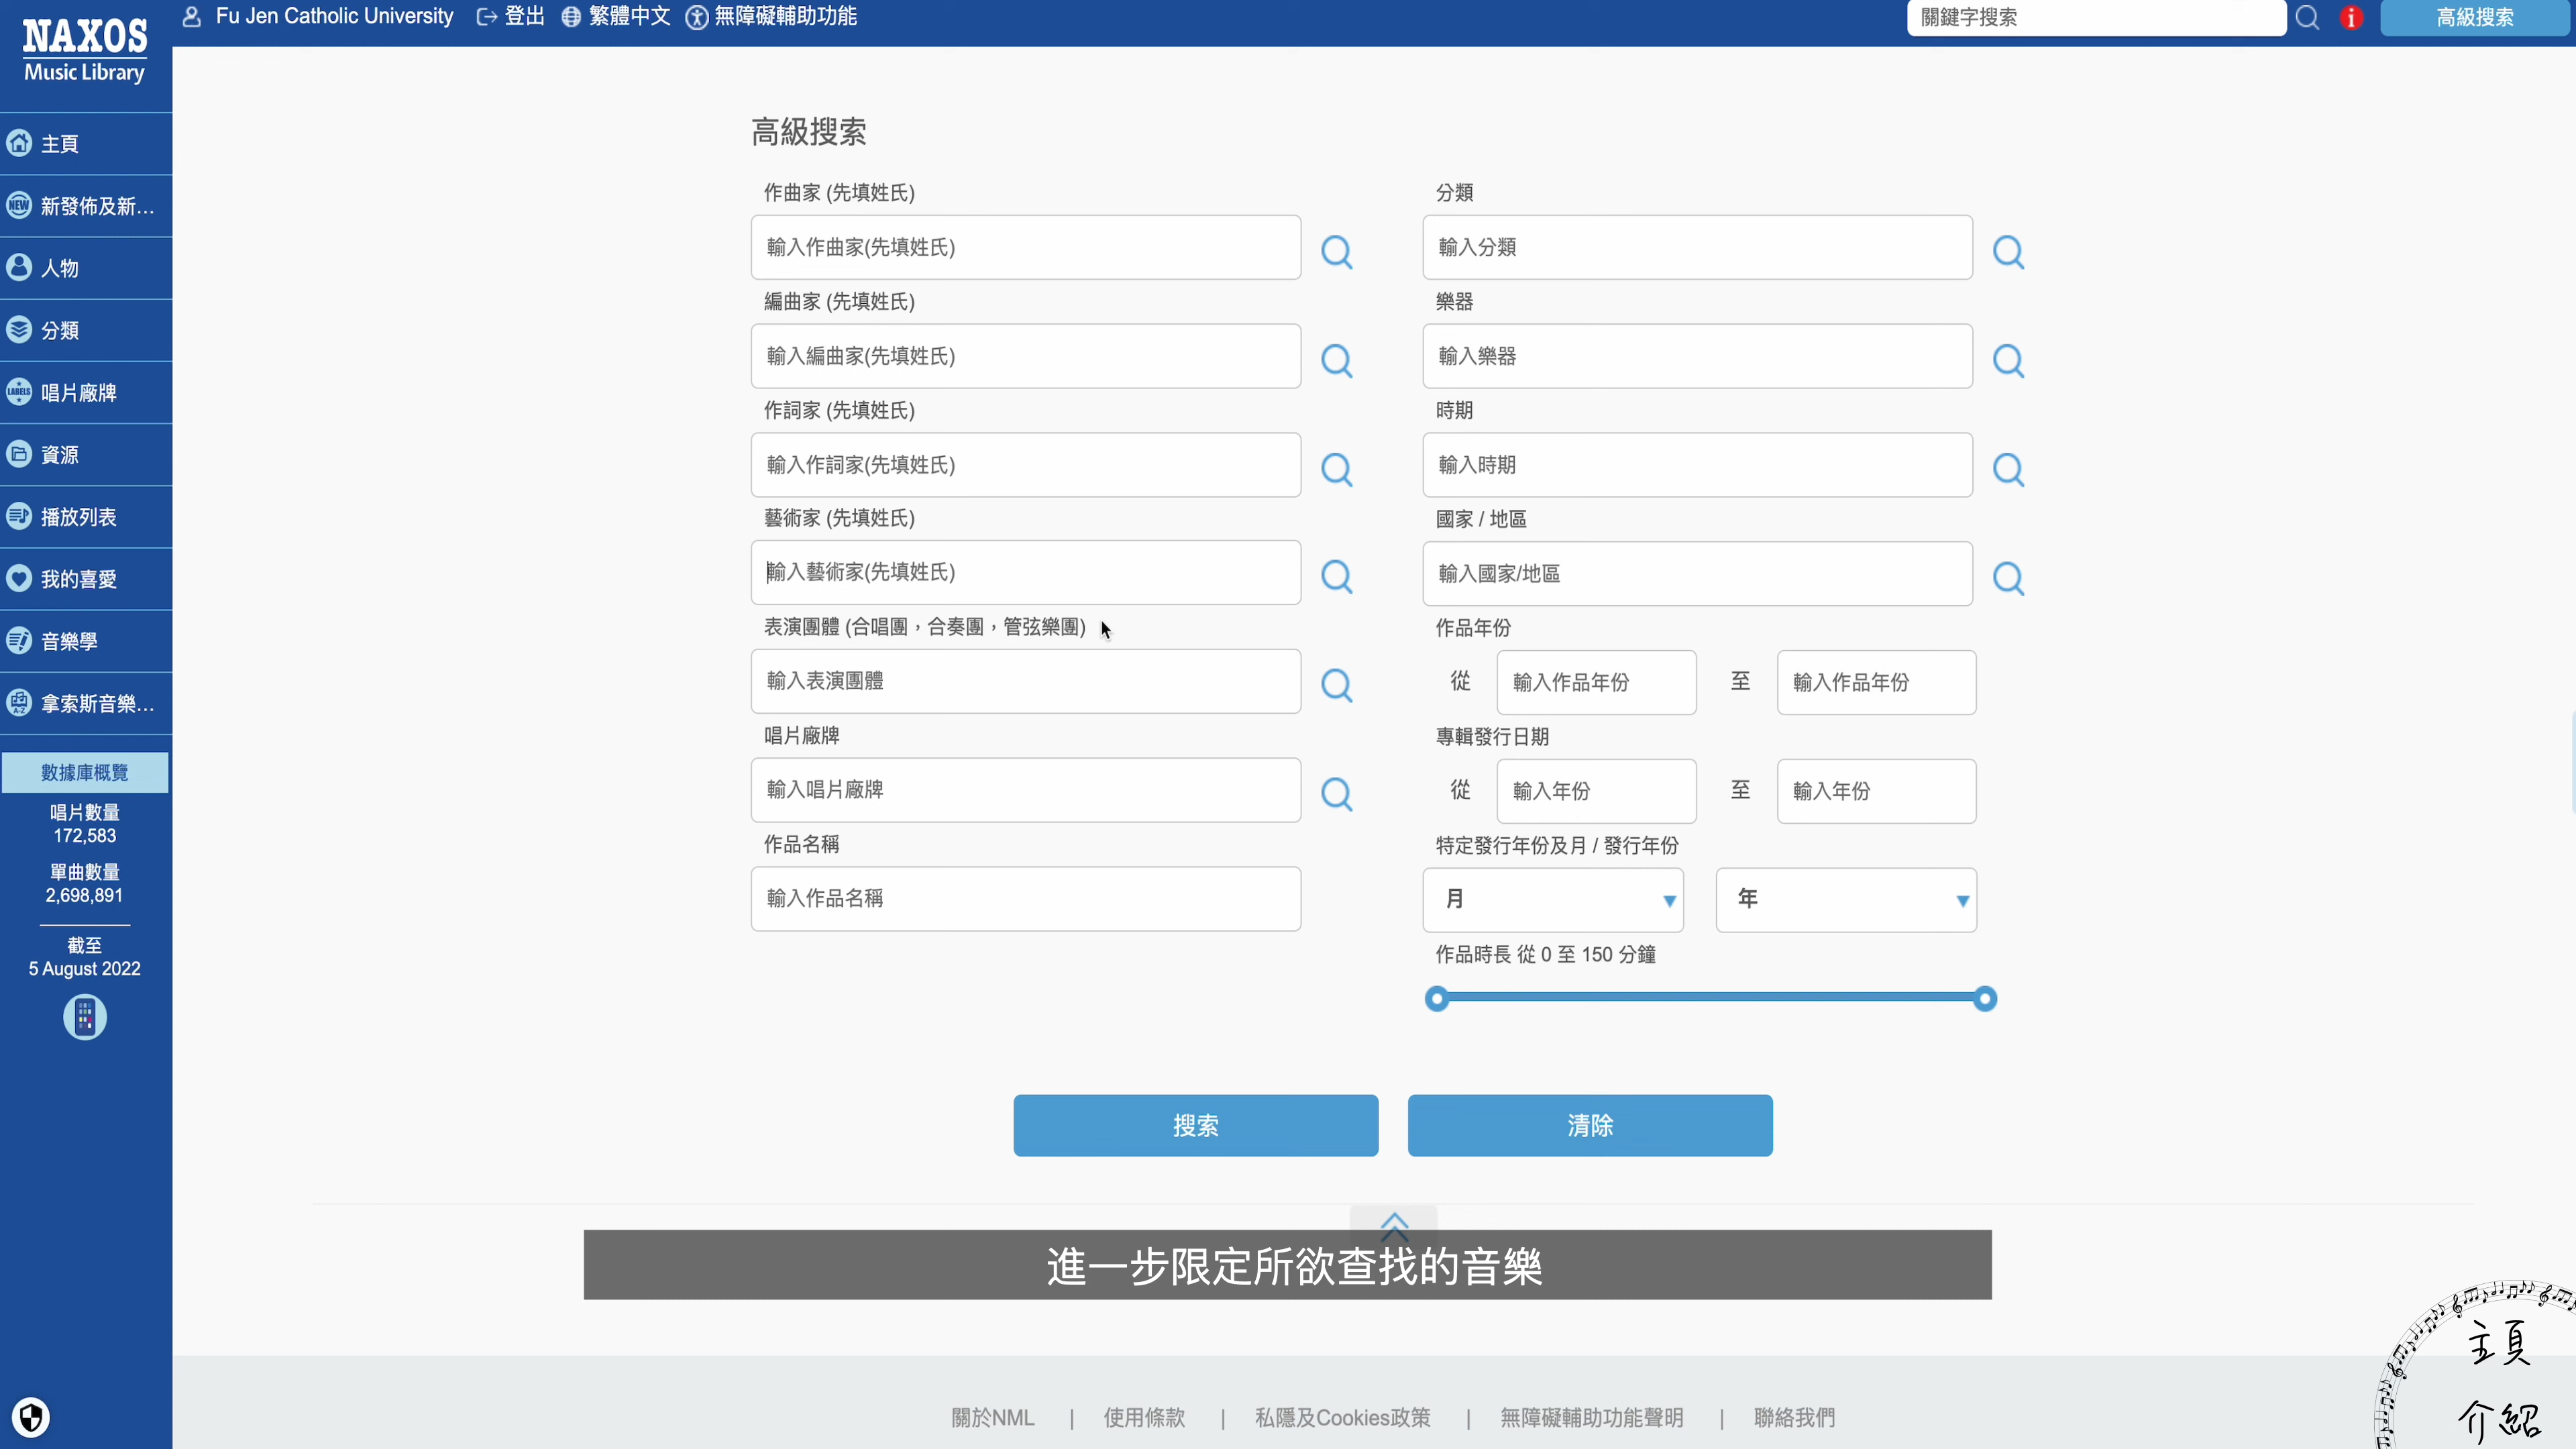 NAXOS
Music Library
Fu Jen Catholic University
登出
繁體中文
無障礙輔助功能
關鍵字搜索
i
高級搜索
主頁
NEW
新發佈及新...
人物
分類
LABELS
唱片廠牌
資源
播放列表
我的喜愛
音樂學
A-Z
拿索斯音樂...
數據庫概覽
唱片數量
172,583
單曲數量
2,698,891
截至
5 August 2022
高級搜索
作曲家 (先填姓氏)
輸入作曲家(先填姓氏)
編曲家 (先填姓氏)
輸入編曲家(先填姓氏)
作詞家 (先填姓氏)
輸入作詞家(先填姓氏)
藝術家 (先填姓氏)
輸入藝術家(先填姓氏)
表演團體 (合唱團，合奏團，管弦樂團)
輸入表演團體
唱片廠牌
輸入唱片廠牌
作品名稱
輸入作品名稱
分類
輸入分類
樂器
輸入樂器
時期
輸入時期
國家 / 地區
輸入國家/地區
作品年份
從 輸入作品年份 至 輸入作品年份
專輯發行日期
從 輸入年份 至 輸入年份
特定發行年份及月 / 發行年份
月 年
作品時長 從 0 至 150 分鐘
搜索 清除
進一步限定所欲查找的音樂
主頁
介紹
關於NML | 使用條款 | 私隱及Cookies政策 | 無障礙輔助功能聲明 | 聯絡我們